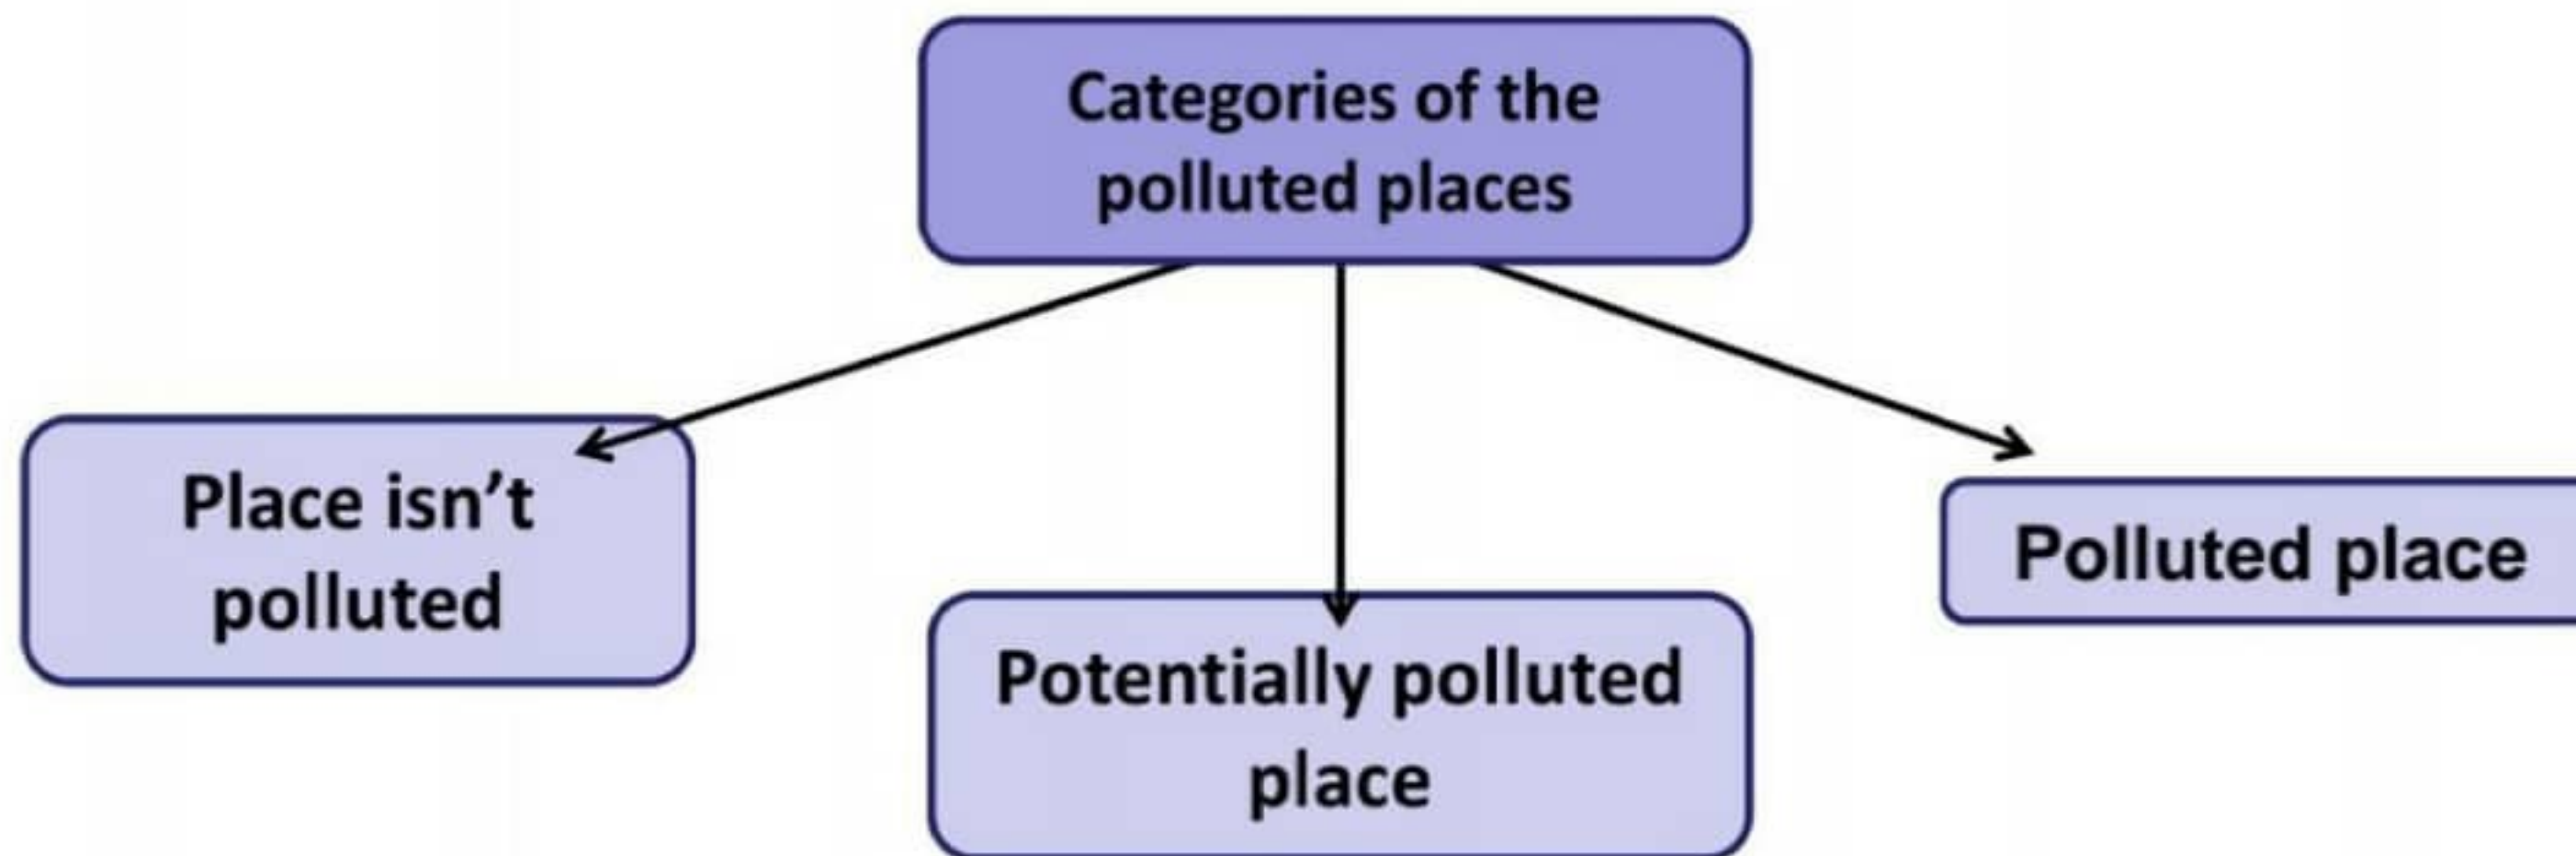 Categories of the
polluted places
Place isn’t
polluted
Potentially polluted
place
Polluted place